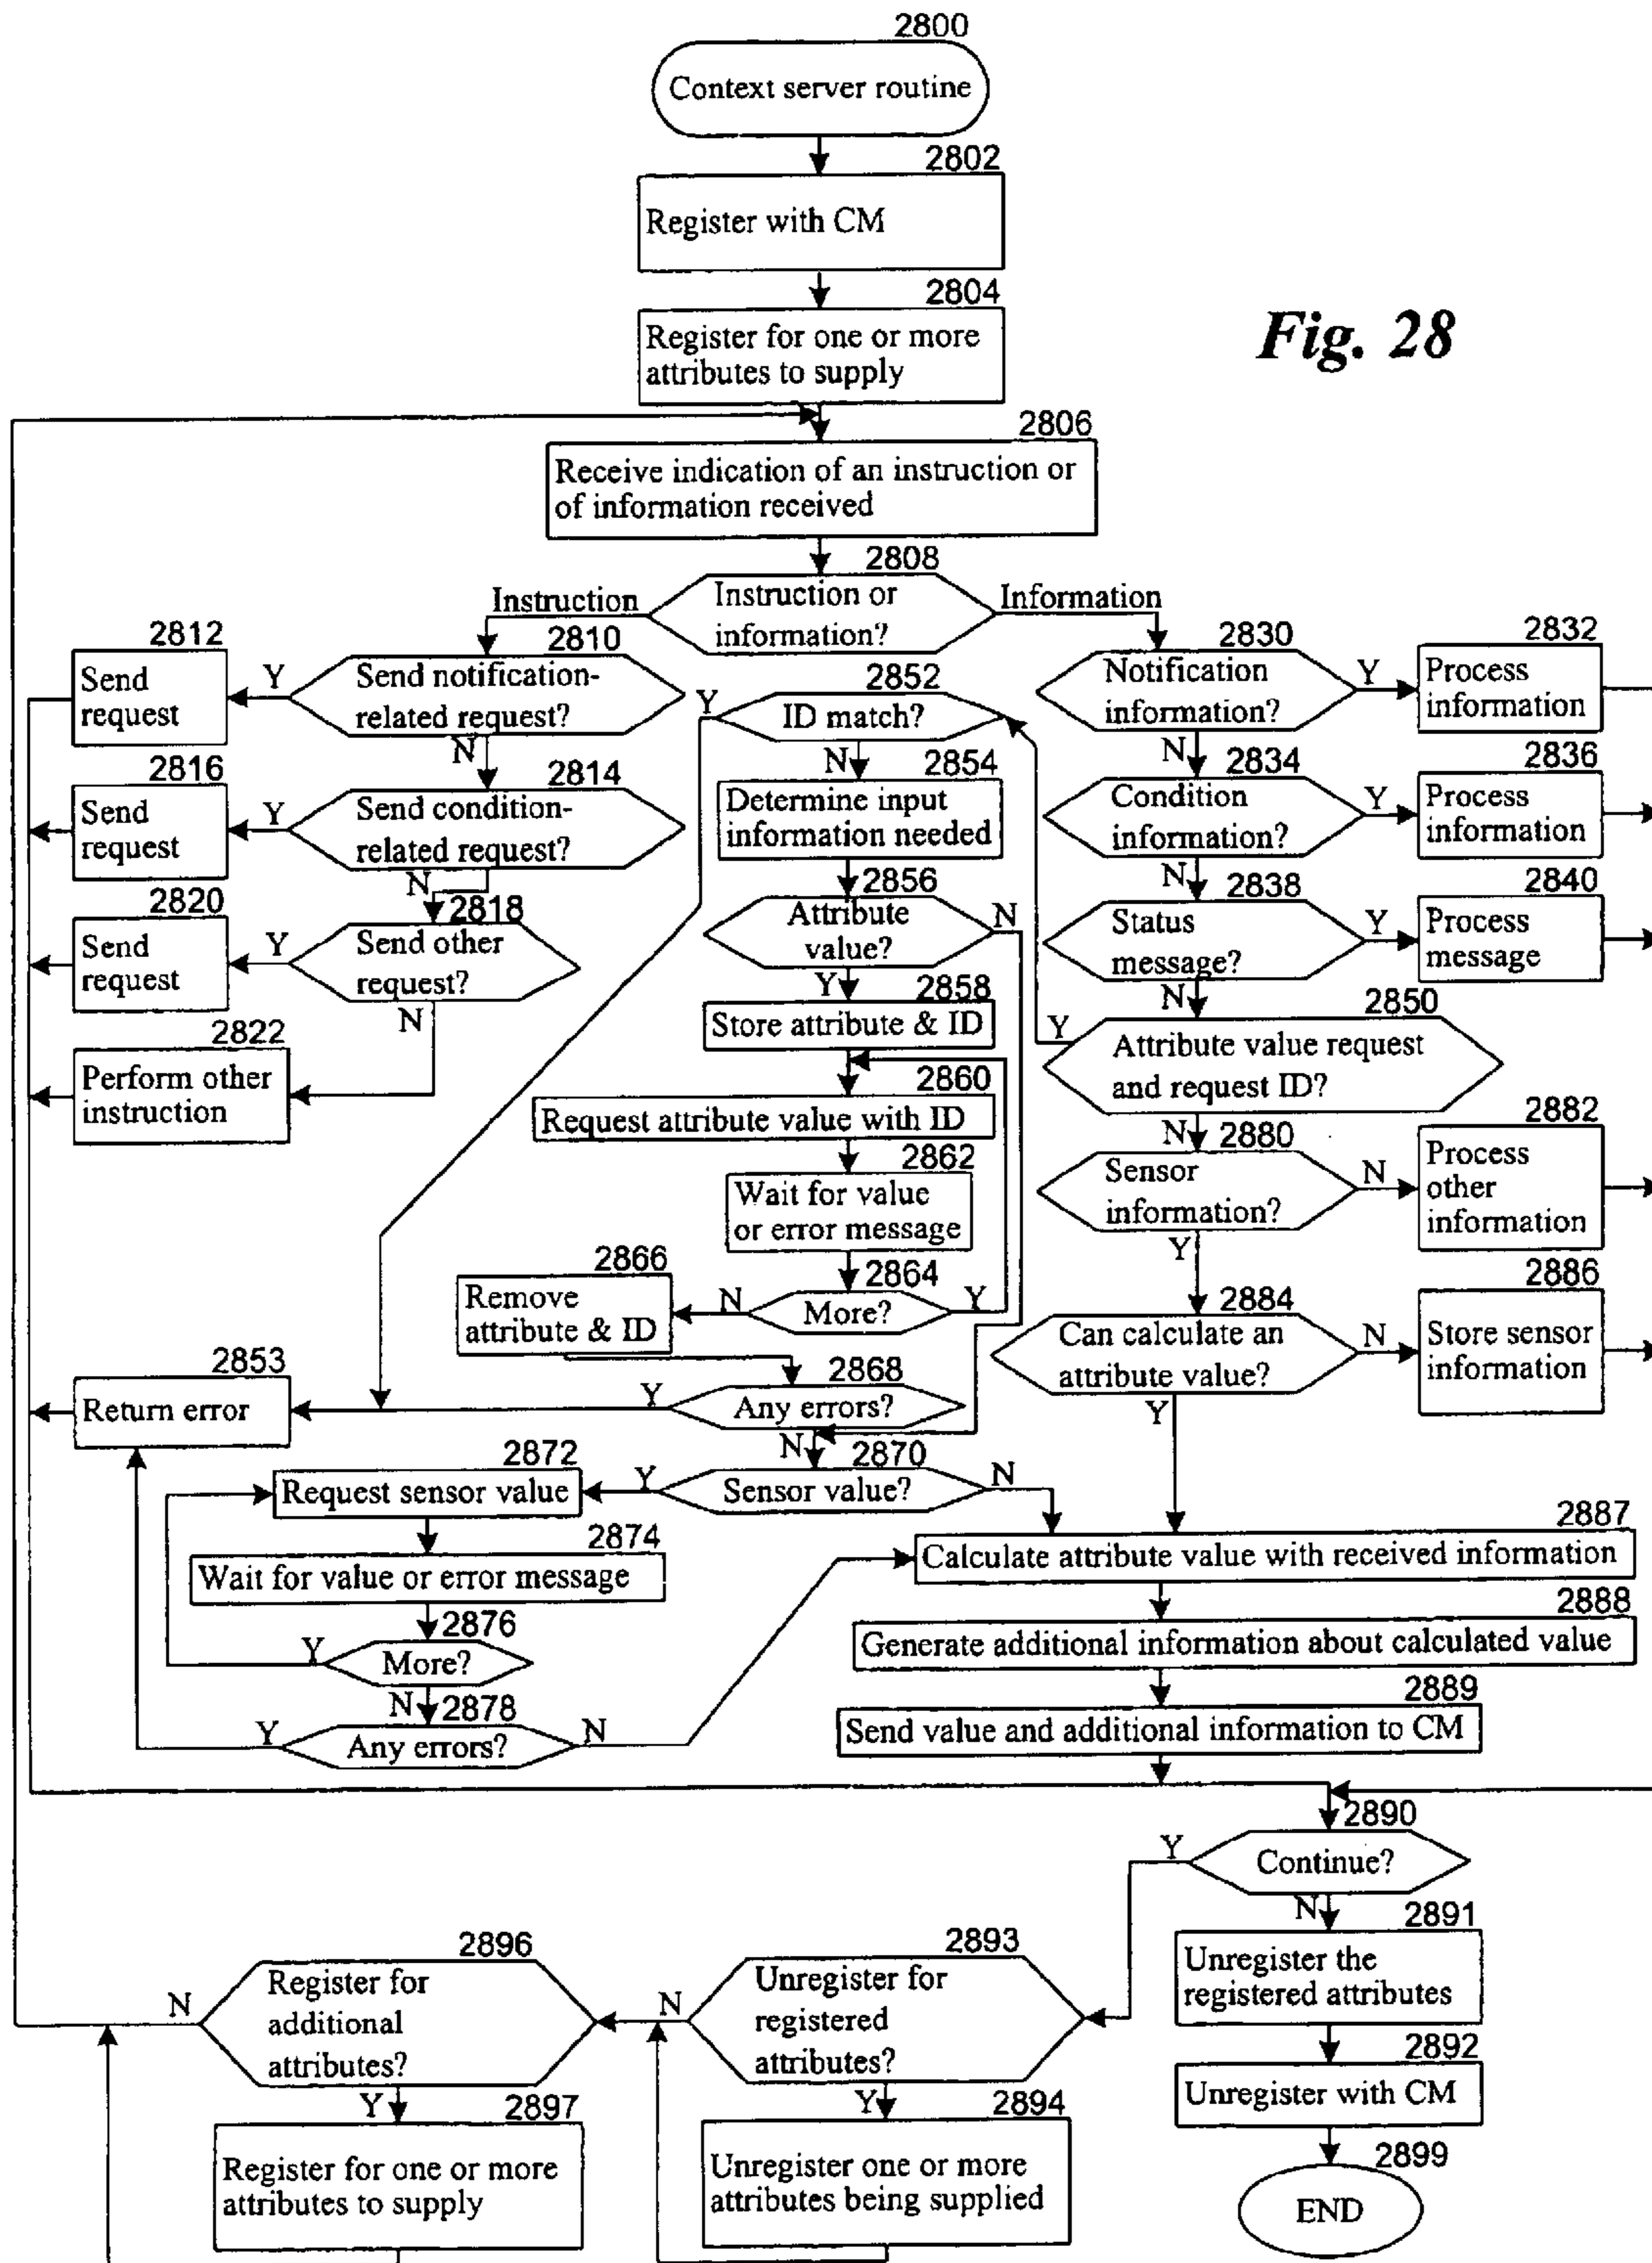 2800
Context server routine
2802
Register with CM
2804
Register for one or more
attributes to supply
Fig. 28
2806
Receive indication of an instruction or
of information received
2808
Instruction or
information?
Instruction
Information
2810
Send notification-
related request?
Y
N
2812
Send
request
2814
Send condition-
related request?
Y
N
2816
Send
request
2818
Send other
request?
Y
N
2820
Send
request
2822
Perform other
instruction
2830
Notification
information?
Y
N
2832
Process
information
2834
Condition
information?
Y
N
2836
Process
information
2838
Status
message?
Y
N
2840
Process
message
2850
Attribute value request
and request ID?
Y
N
2852
ID match?
Y
N
2854
Determine input
information needed
2856
Attribute
value?
N
Y
2858
Store attribute & ID
2860
Request attribute value with ID
2862
Wait for value
or error message
2864
More?
N
Y
2866
Remove
attribute & ID
2868
Any errors?
Y
N
2853
Return error
2870
Sensor value?
Y
N
2872
Request sensor value
2874
Wait for value or error message
2876
More?
Y
N
2878
Any errors?
Y
N
2880
Sensor
information?
N
Y
2882
Process
other
information
2884
Can calculate an
attribute value?
N
Y
2886
Store sensor
information
2887
Calculate attribute value with received information
2888
Generate additional information about calculated value
2889
Send value and additional information to CM
2890
Continue?
Y
N
2891
Unregister the
registered attributes
2892
Unregister with CM
2899
END
2893
Unregister for
registered
attributes?
N
Y
2894
Unregister one or more
attributes being supplied
2896
Register for
additional
attributes?
N
Y
2897
Register for one or more
attributes to supply